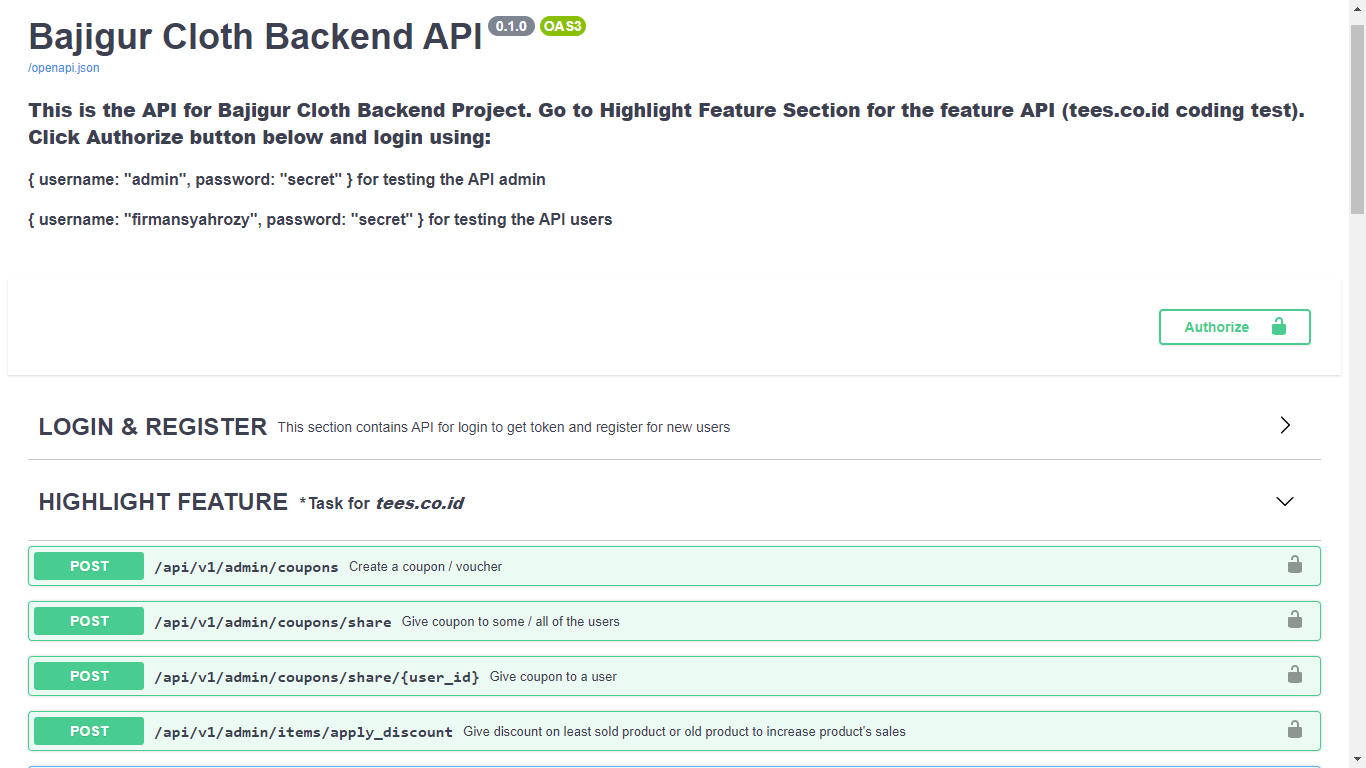 Bajigur Cloth Backend API 0.1.0 OAS3
/openapi.json
This is the API for Bajigur Cloth Backend Project. Go to Highlight Feature Section for the feature API (tees.co.id coding test).
Click Authorize button below and login using:
{ username: "admin", password: "secret" } for testing the API admin
{ username: "firmansyahrozy", password: "secret" } for testing the API users
Authorize
LOGIN & REGISTER This section contains API for login to get token and register for new users
HIGHLIGHT FEATURE *Task for tees.co.id
POST /api/v1/admin/coupons Create a coupon / voucher
POST /api/v1/admin/coupons/share Give coupon to some / all of the users
POST /api/v1/admin/coupons/share/{user_id} Give coupon to a user
POST /api/v1/admin/items/apply_discount Give discount on least sold product or old product to increase product's sales